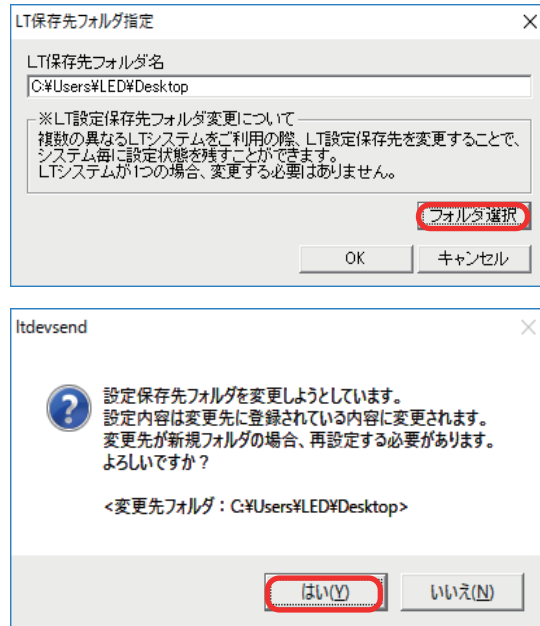 LT保存先フォルダ指定
LT保存先フォルダ名
C:¥Users¥LED¥Desktop
※LT設定保存先フォルダ変更について
複数の異なるLTシステムをご利用の際、LT設定保存先を変更することで、
システム毎に設定状態を残すことができます。
LTシステムが1つの場合、変更する必要はありません。
フォルダ選択
OK キャンセル
ltdevsend
設定保存先フォルダを変更しようとしています。
設定内容は変更先に登録されている内容に変更されます。
変更先が新規フォルダの場合、再設定する必要があります。
よろしいですか？
<変更先フォルダ：C:¥Users¥LED¥Desktop>
はい(Y) いいえ(N)